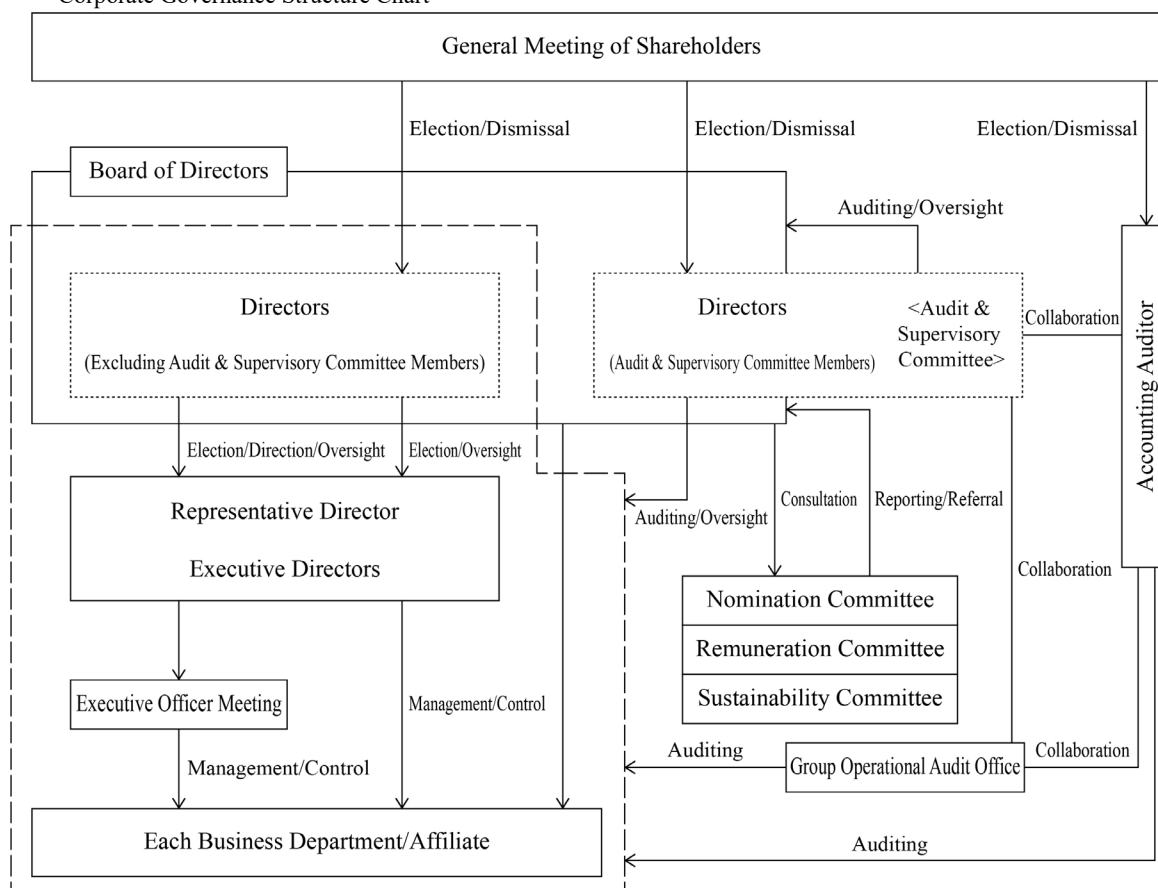 Corporate Governance Structure Chart
General Meeting of Shareholders
Election/Dismissal
Election/Dismissal
Election/Dismissal
Board of Directors
Auditing/Oversight
Directors
(Excluding Audit & Supervisory Committee Members)
Directors
(Audit & Supervisory Committee Members)
<Audit &
Supervisory
Committee>
Collaboration
Accounting Auditor
Election/Direction/Oversight
Election/Oversight
Representative Director
Executive Directors
Auditing/Oversight
Consultation
Reporting/Referral
Collaboration
Nomination Committee
Remuneration Committee
Sustainability Committee
Executive Officer Meeting
Management/Control
Management/Control
Auditing
Group Operational Audit Office
Collaboration
Each Business Department/Affiliate
Auditing